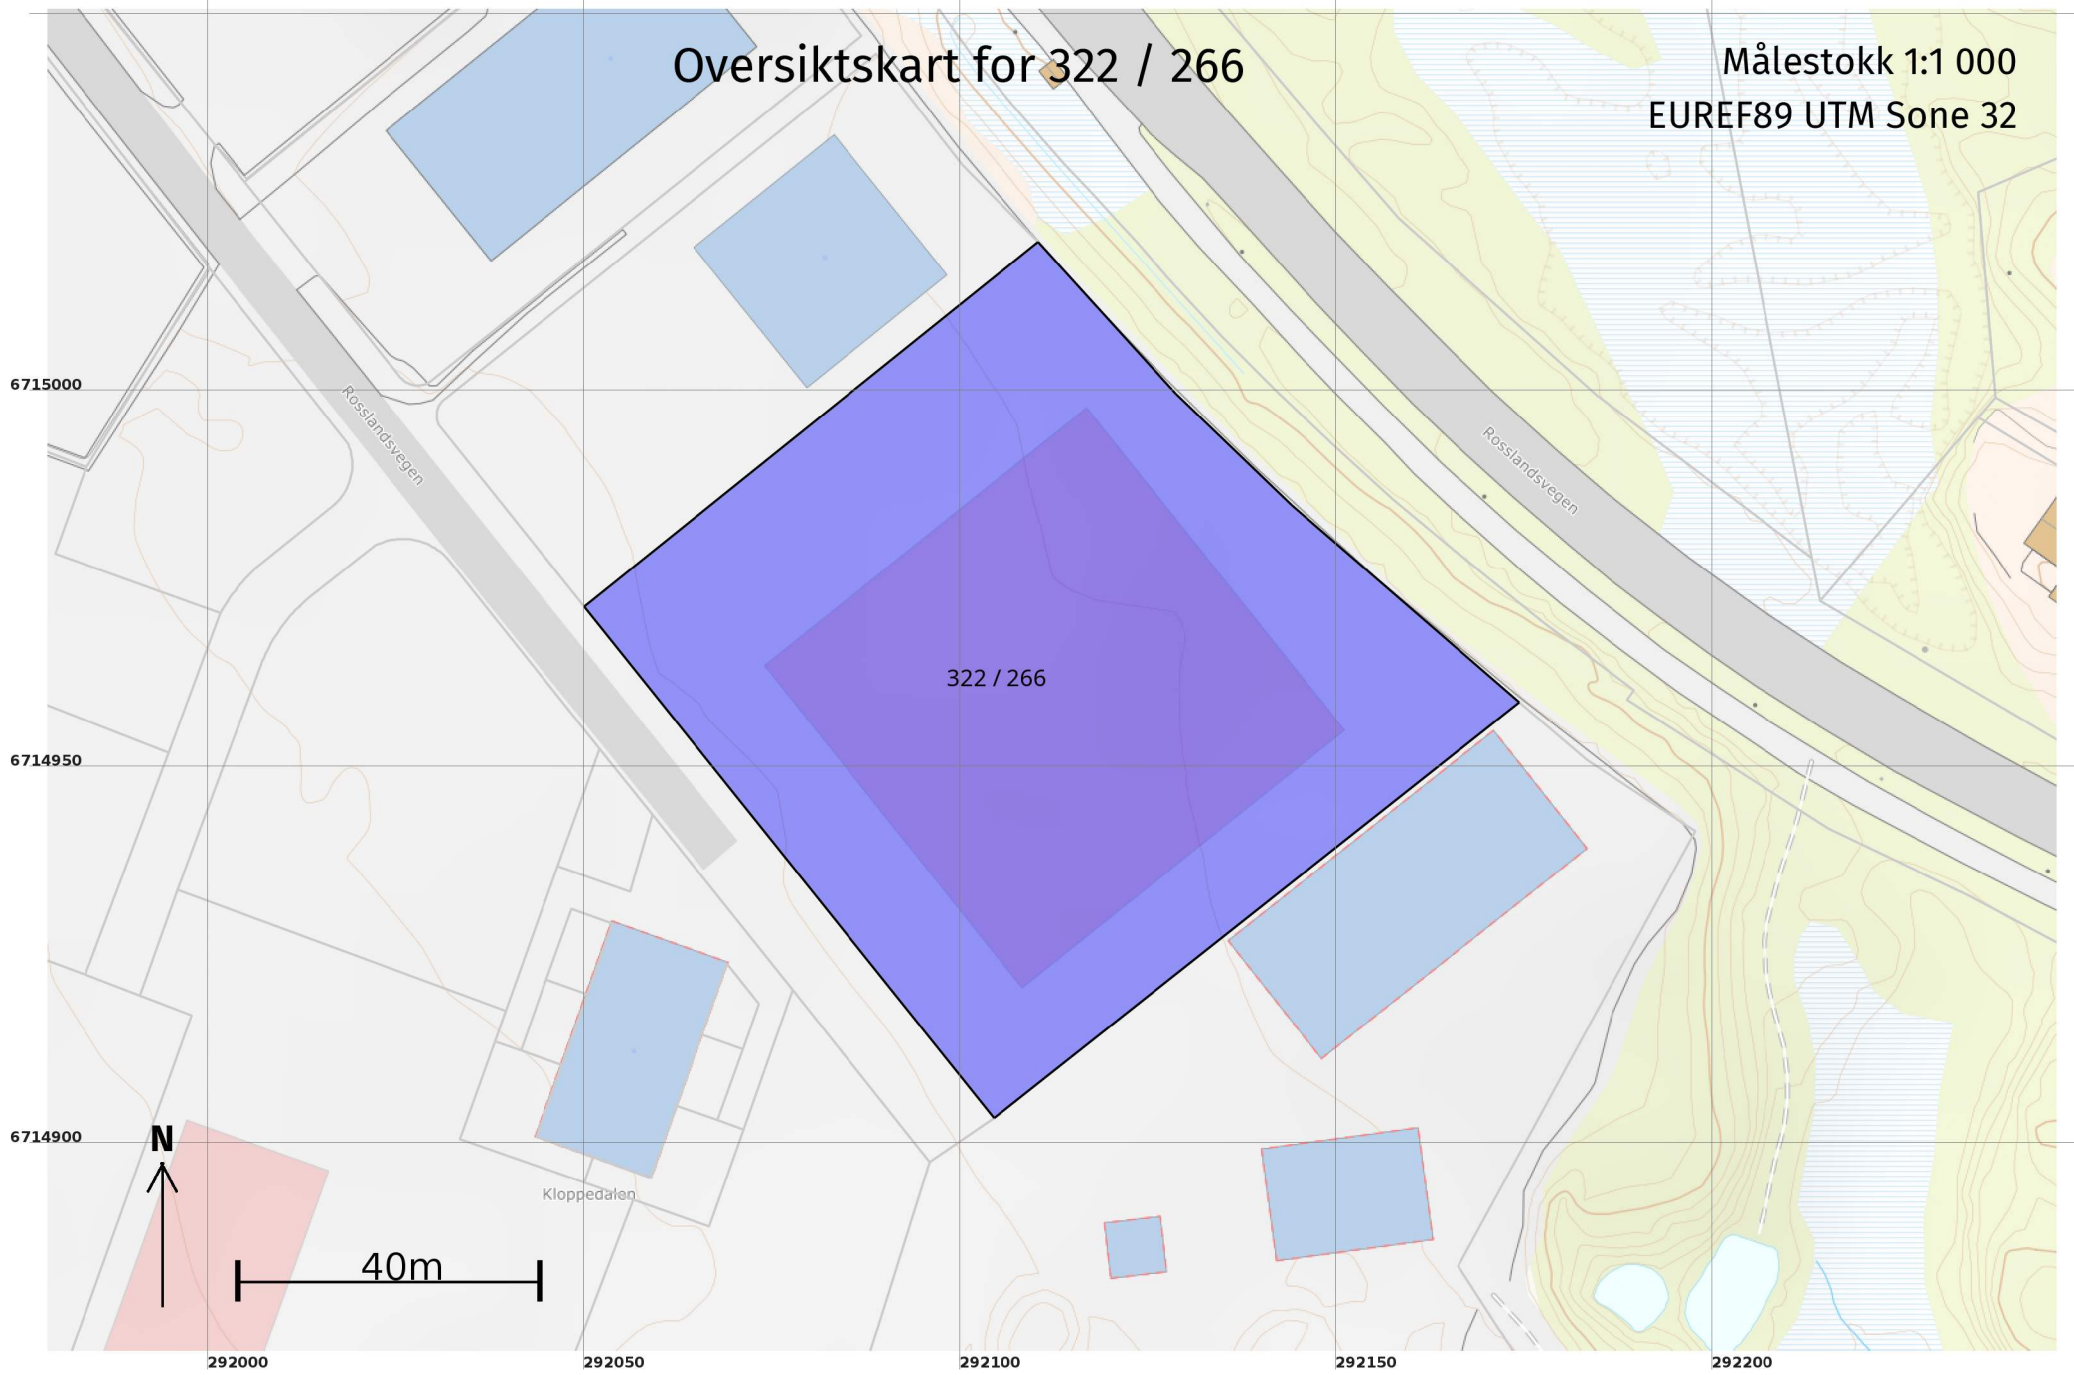 Oversiktskart for 322 / 266
Målestokk 1:1 000
EUREF89 UTM Sone 32
6715000
Rosslandsvegen
Rosslandsvegen
322 / 266
6714950
6714900
N
Kloppedalen
40m
292000
292050
292100
292150
292200